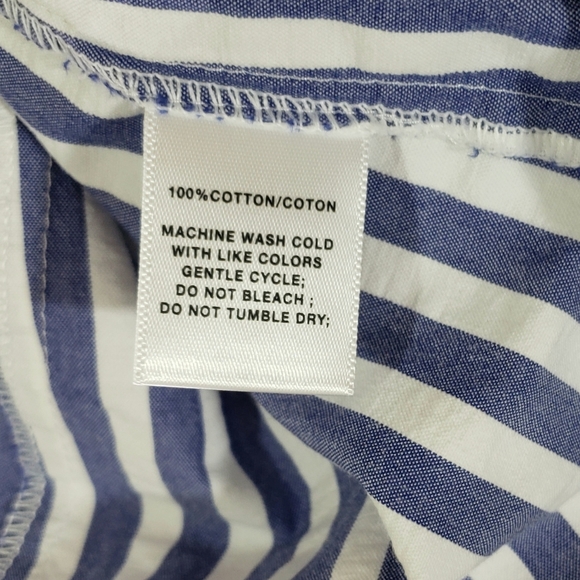 100%COTTON/COTON
MACHINE WASH COLD
WITH LIKE COLORS
GENTLE CYCLE;
DO NOT BLEACH ;
DO NOT TUMBLE DRY;